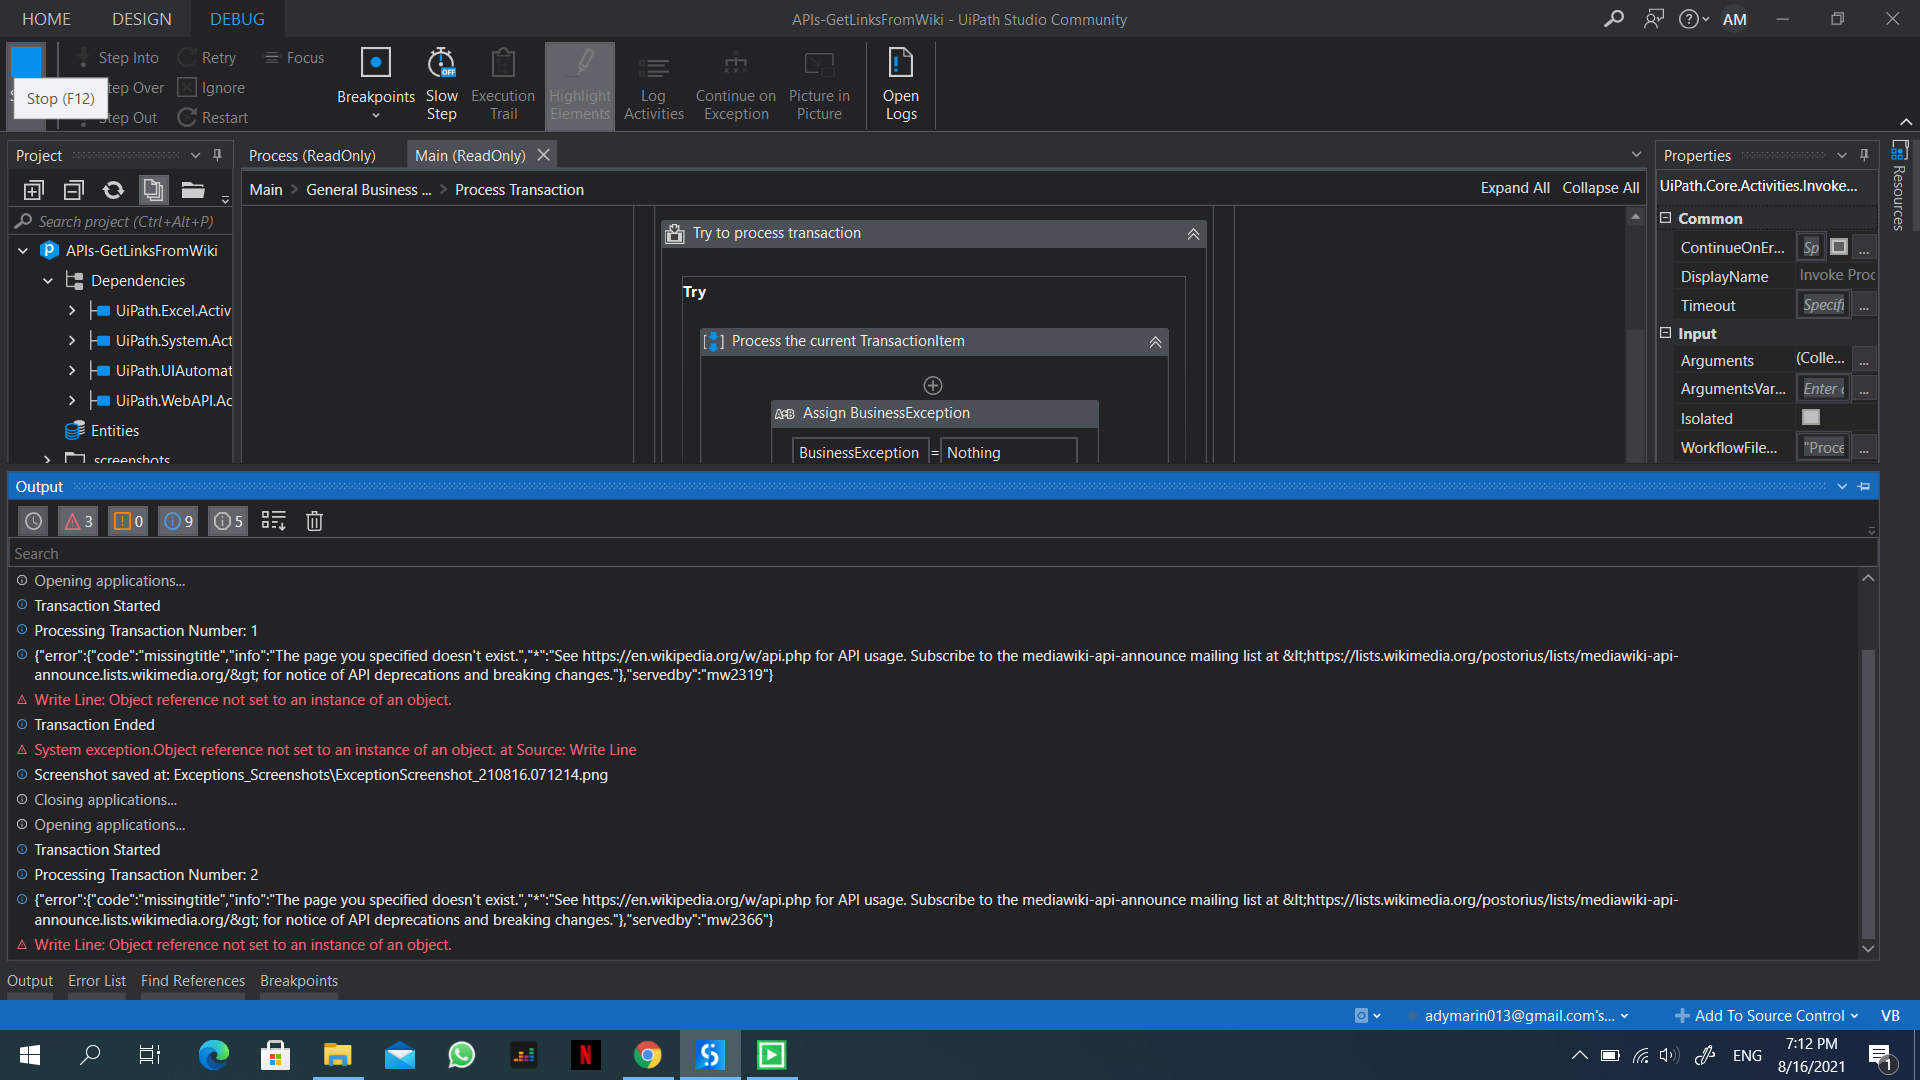 HOME DESIGN DEBUG APIs-GetLinksFromWiki - UiPath Studio Community AM
Step Into Retry Focus
Stop (F12) tep Over Ignore
Step Out Restart
Breakpoints
Slow Step
Execution Trail
Highlight Elements
Log Activities
Continue on Exception
Picture in Picture
Open Logs
Project
Process (ReadOnly) Main (ReadOnly)
Properties
Resources
Main > General Business ... > Process Transaction Expand All Collapse All
UiPath.Core.Activities.Invoke...
Search project (Ctrl+Alt+P)
APIs-GetLinksFromWiki
Dependencies
UiPath.Excel.Activ
UiPath.System.Act
UiPath.UIAutomat
UiPath.WebAPI.Ac
Entities
screenshots
Try to process transaction
Try
Process the current TransactionItem
A=B Assign BusinessException
BusinessException = Nothing
Common
ContinueOnEr... Sp ...
DisplayName Invoke Proc
Timeout Specifi ...
Input
Arguments (Colle... ...
ArgumentsVar... Enter ...
Isolated
WorkflowFile... "Proce ...
Output
3 0 9 5
Search
Opening applications...
Transaction Started
Processing Transaction Number: 1
{"error":{"code":"missingtitle","info":"The page you specified doesn't exist.","*":"See https://en.wikipedia.org/w/api.php for API usage. Subscribe to the mediawiki-api-announce mailing list at &lt;https://lists.wikimedia.org/postorius/lists/mediawiki-api-
announce.lists.wikimedia.org/&gt; for notice of API deprecations and breaking changes."},"servedby":"mw2319"}
Write Line: Object reference not set to an instance of an object.
Transaction Ended
System exception.Object reference not set to an instance of an object. at Source: Write Line
Screenshot saved at: Exceptions_Screenshots\ExceptionScreenshot_210816.071214.png
Closing applications...
Opening applications...
Transaction Started
Processing Transaction Number: 2
{"error":{"code":"missingtitle","info":"The page you specified doesn't exist.","*":"See https://en.wikipedia.org/w/api.php for API usage. Subscribe to the mediawiki-api-announce mailing list at &lt;https://lists.wikimedia.org/postorius/lists/mediawiki-api-
announce.lists.wikimedia.org/&gt; for notice of API deprecations and breaking changes."},"servedby":"mw2366"}
Write Line: Object reference not set to an instance of an object.
Output Error List Find References Breakpoints
adymarin013@gmail.com's... Add To Source Control VB
ENG
7:12 PM
8/16/2021
1